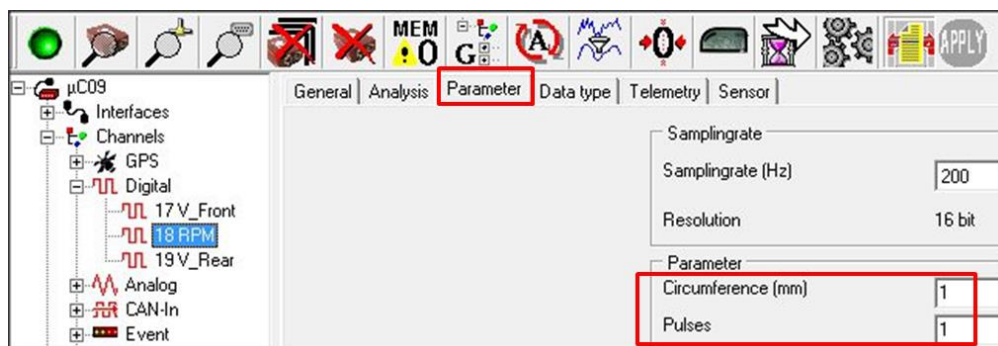 MEM
0
G
A
0
APPLY
µC09
General Analysis Parameter Data type Telemetry Sensor
Interfaces
Channels
GPS
Digital
17 V_Front
18 RPM
19 V_Rear
Analog
CAN-In
Event
Samplingrate
Samplingrate (Hz) 200
Resolution 16 bit
Parameter
Circumference (mm) 1
Pulses 1